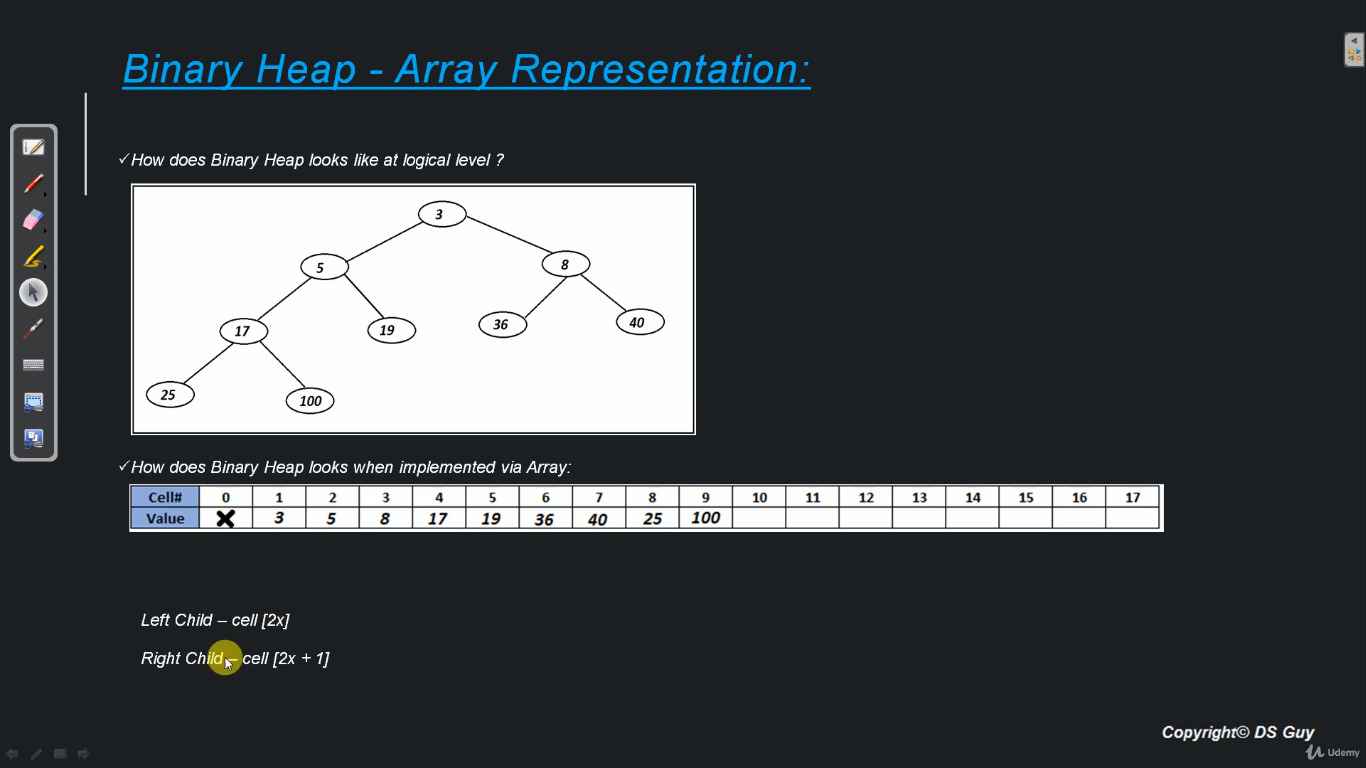 Binary Heap - Array Representation:
✓How does Binary Heap looks like at logical level ?
3
5
8
17
19
36
40
25
100
✓How does Binary Heap looks when implemented via Array:
Cell# 0 1 2 3 4 5 6 7 8 9 10 11 12 13 14 15 16 17
Value X 3 5 8 17 19 36 40 25 100
Left Child – cell [2x]
Right Child – cell [2x + 1]
Copyright© DS Guy
Udemy